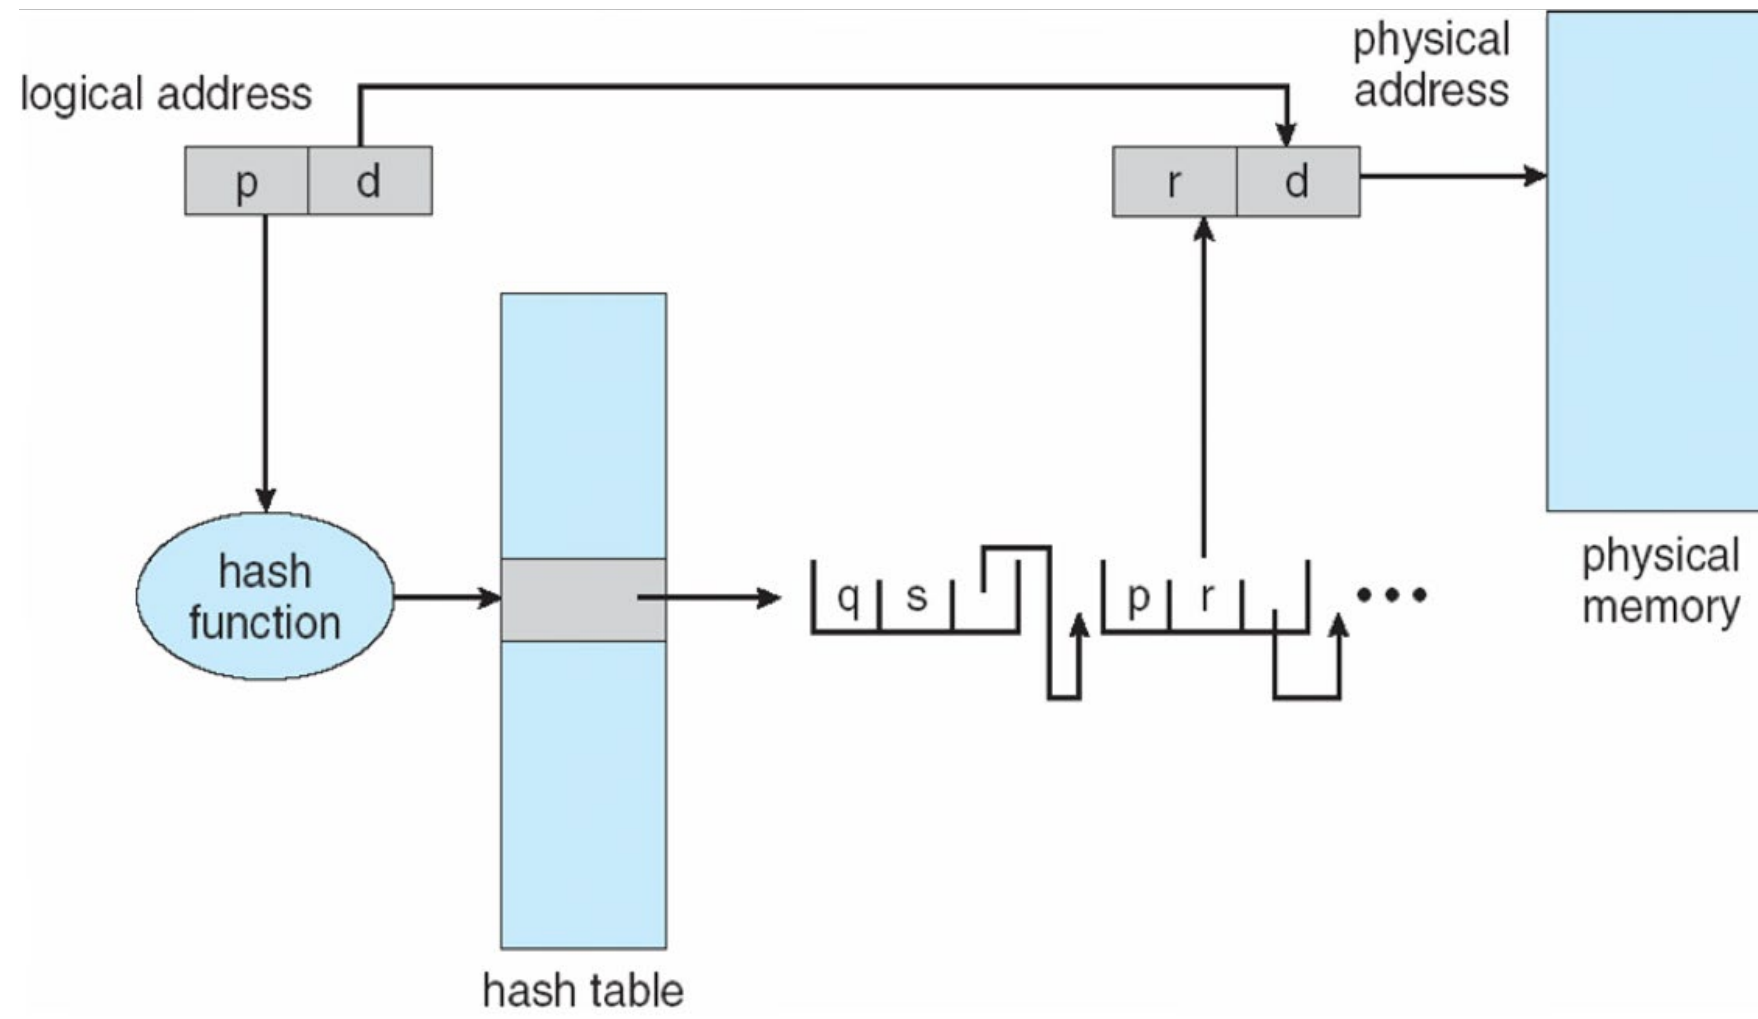 logical address
p d
physical
address
r d
hash
function
q s
p r
physical
memory
hash table